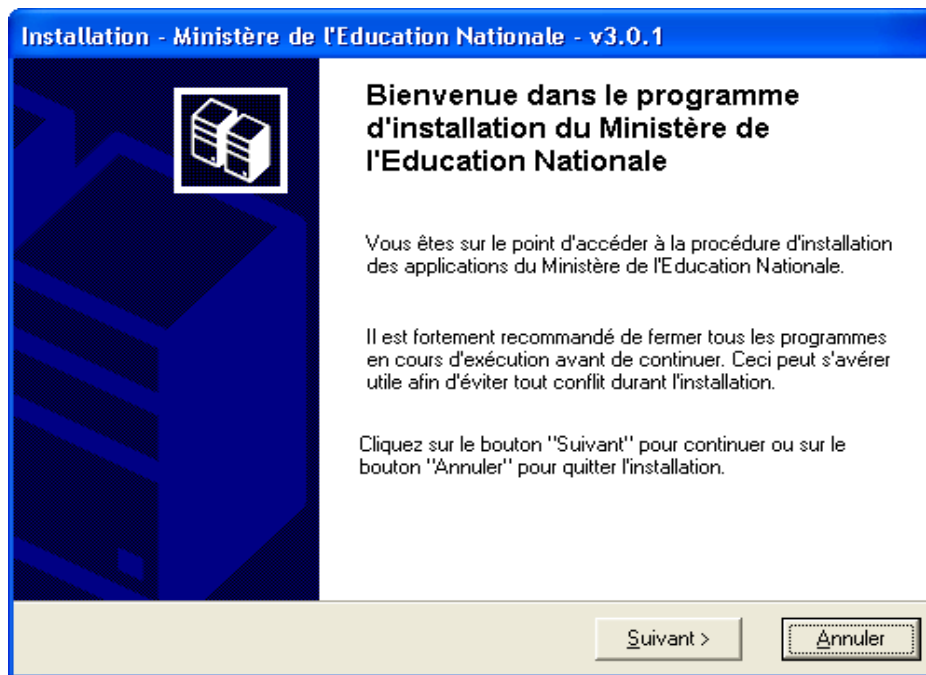 Installation - Ministère de l'Education Nationale - v3.0.1
Bienvenue dans le programme
d'installation du Ministère de
l'Education Nationale
Vous êtes sur le point d'accéder à la procédure d'installation
des applications du Ministère de l'Education Nationale.
Il est fortement recommandé de fermer tous les programmes
en cours d'exécution avant de continuer. Ceci peut s'avérer
utile afin d'éviter tout conflit durant l'installation.
Cliquez sur le bouton "Suivant" pour continuer ou sur le
bouton "Annuler" pour quitter l'installation.
Suivant > Annuler